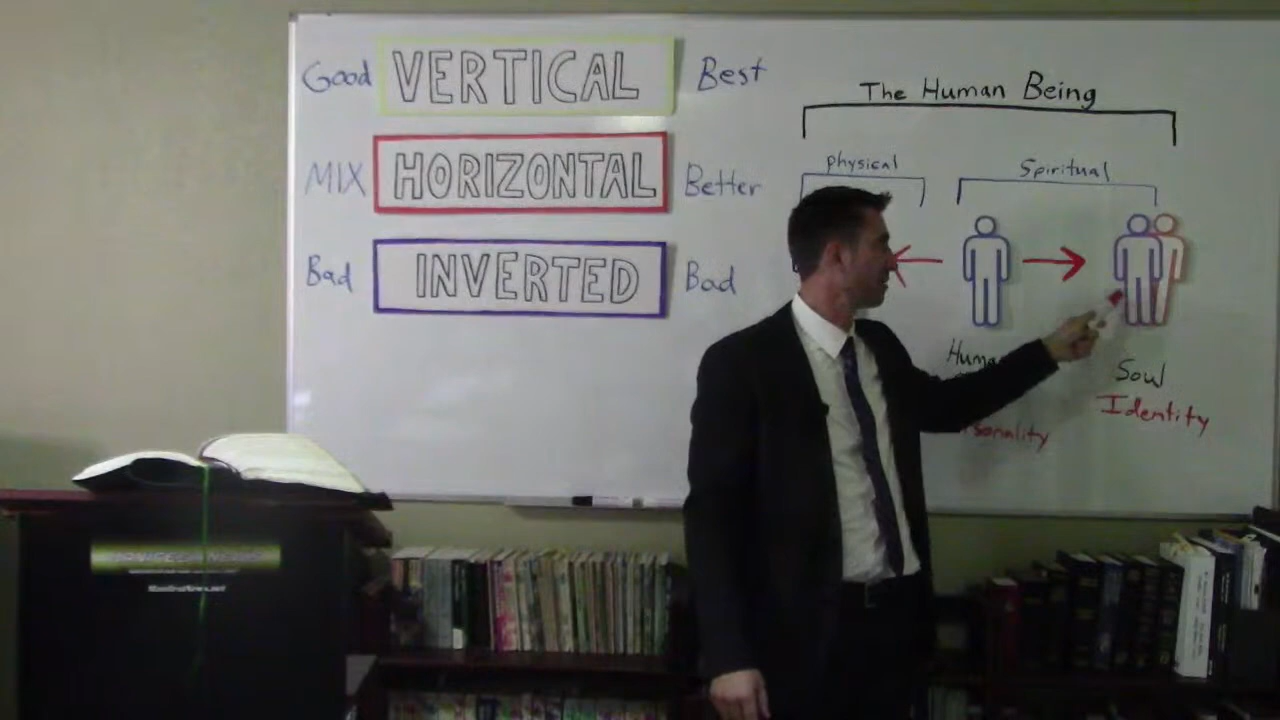 Good VERTICAL Best
MIX HORIZONTAL Better
Bad INVERTED Bad
The Human Being
Physical
Spiritual
Soul
Identity